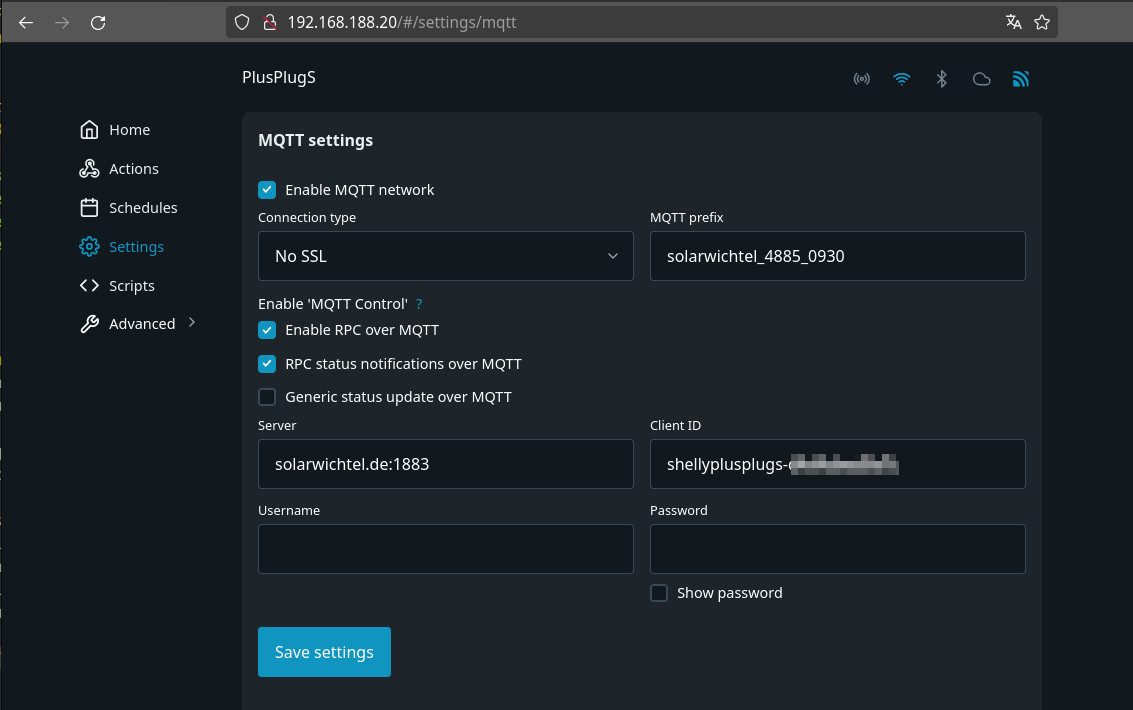 192.168.188.20/#/settings/mqtt
PlusPlugS
Home
Actions
Schedules
Settings
Scripts
Advanced
MQTT settings
Enable MQTT network
Connection type
MQTT prefix
No SSL
solarwichtel_4885_0930
Enable 'MQTT Control' ?
Enable RPC over MQTT
RPC status notifications over MQTT
Generic status update over MQTT
Server
Client ID
solarwichtel.de:1883
shellyplusplugs-
Username
Password
Show password
Save settings